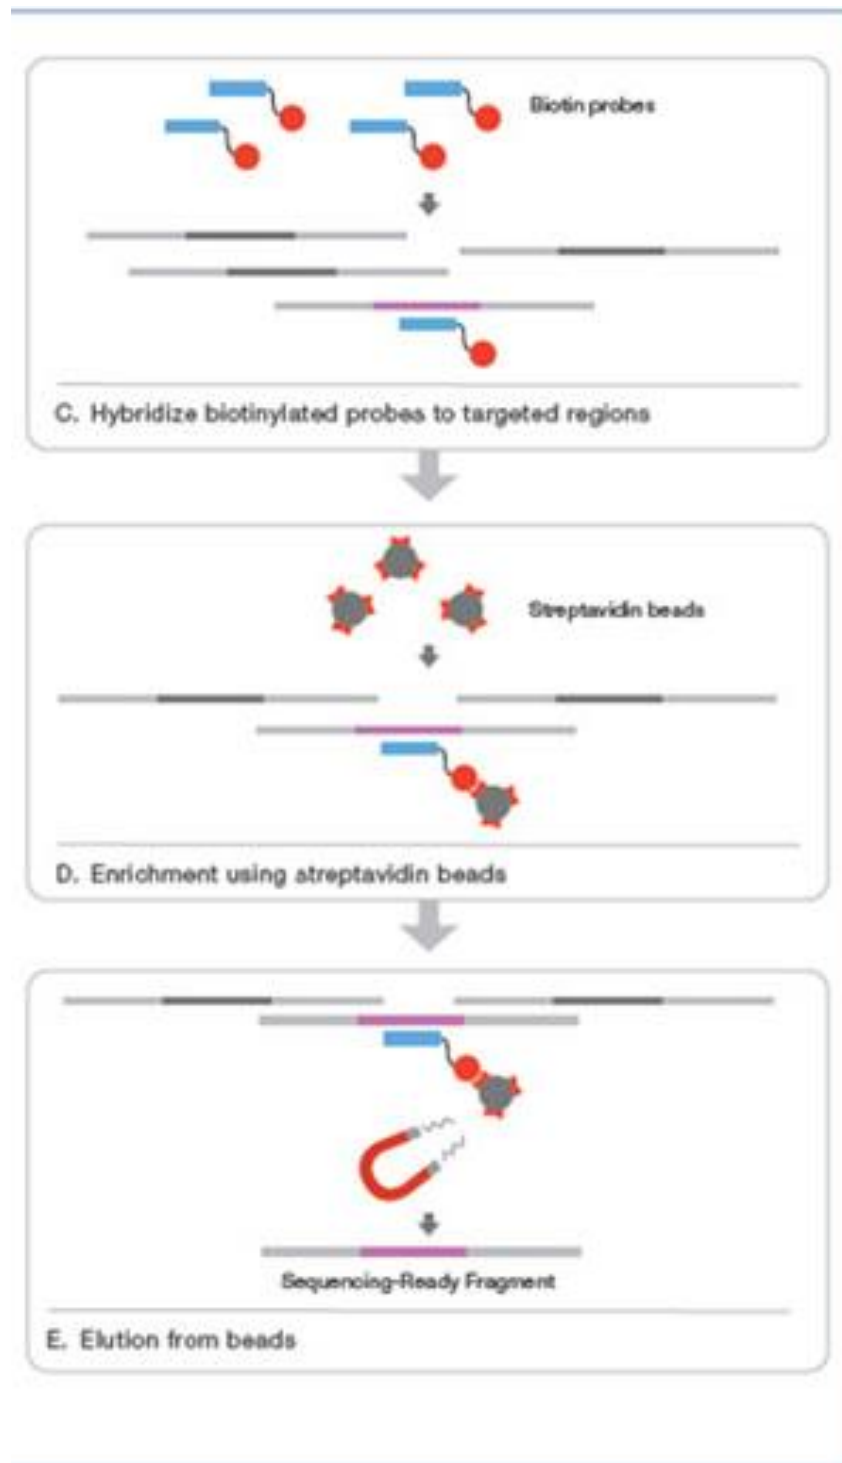 Biotin probes
C. Hybridize biotinylated probes to targeted regions
Streptavidin beads
D. Enrichment using streptavidin beads
Sequencing-Ready Fragment
E. Elution from beads